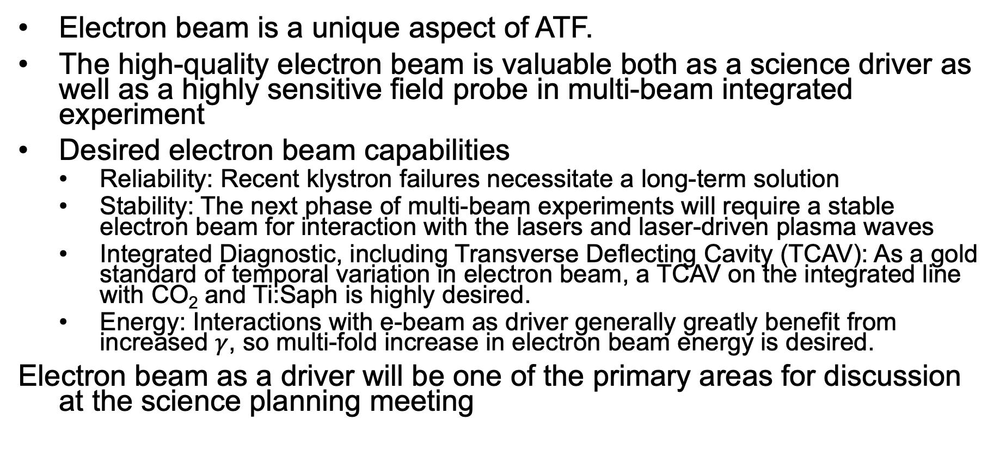 • Electron beam is a unique aspect of ATF.
• The high-quality electron beam is valuable both as a science driver as
well as a highly sensitive field probe in multi-beam integrated
experiment
• Desired electron beam capabilities
• Reliability: Recent klystron failures necessitate a long-term solution
• Stability: The next phase of multi-beam experiments will require a stable
electron beam for interaction with the lasers and laser-driven plasma waves
• Integrated Diagnostic, including Transverse Deflecting Cavity (TCAV): As a gold
standard of temporal variation in electron beam, a TCAV on the integrated line
with CO₂ and Ti:Saph is highly desired.
• Energy: Interactions with e-beam as driver generally greatly benefit from
increased γ, so multi-fold increase in electron beam energy is desired.
Electron beam as a driver will be one of the primary areas for discussion
at the science planning meeting